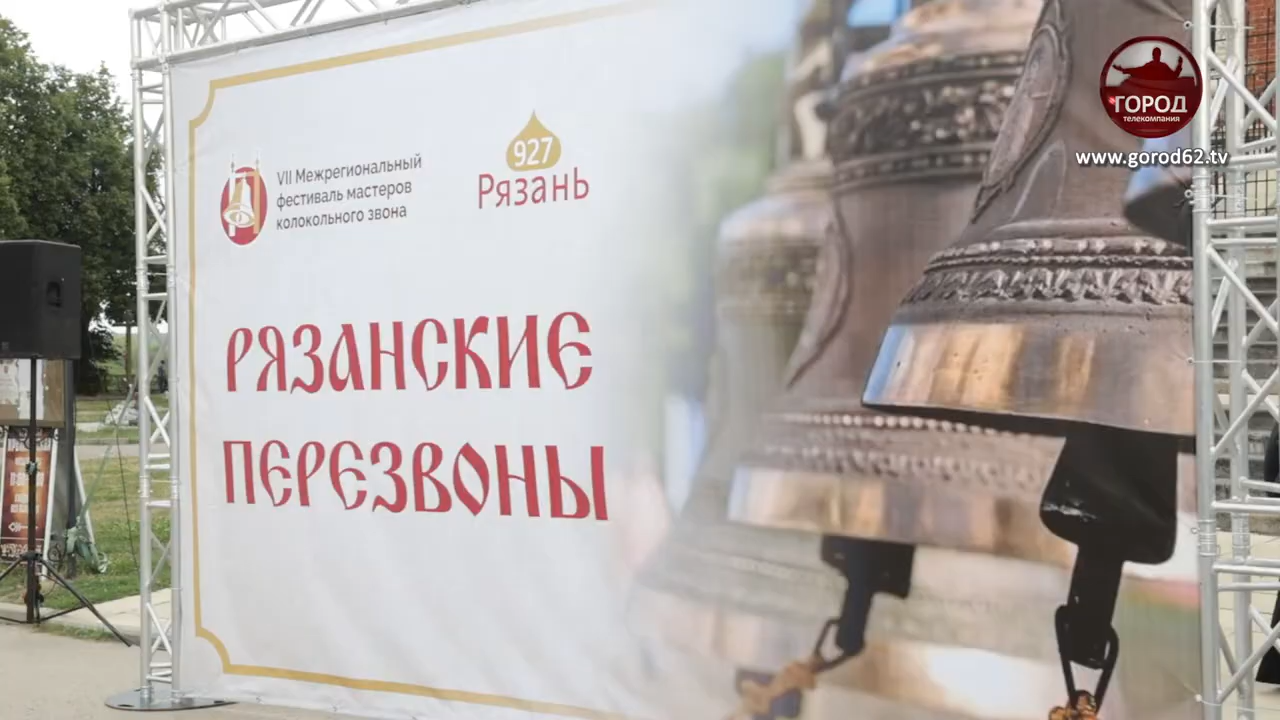 VII Межрегиональный
фестиваль мастеров
колокольного звона
927
Рязань
РЯЗАНСКИЕ
ПЕРЕЗВОНЫ
ГОРОД
телекомпания
www.gorod62.tv